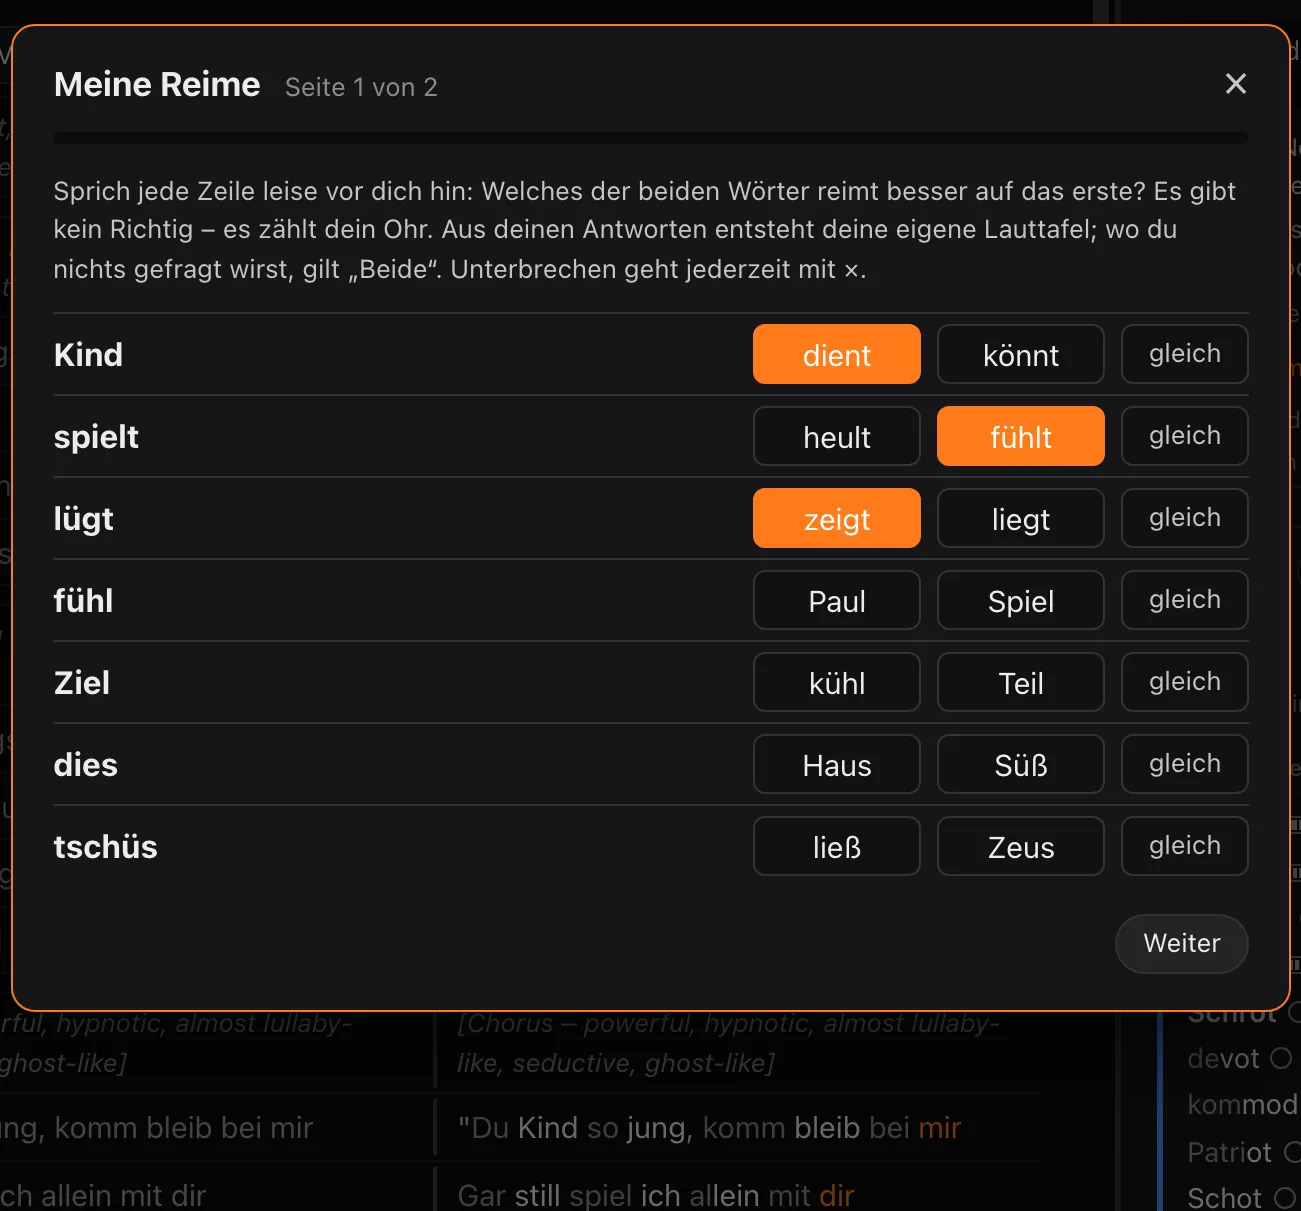 Meine Reime Seite 1 von 2 ×
Sprich jede Zeile leise vor dich hin: Welches der beiden Wörter reimt besser auf das erste? Es gibt
kein Richtig – es zählt dein Ohr. Aus deinen Antworten entsteht deine eigene Lauttafel; wo du
nichts gefragt wirst, gilt „Beide“. Unterbrechen geht jederzeit mit ×.
Kind dient könnt gleich
spielt heult fühlt gleich
lügt zeigt liegt gleich
fühl Paul Spiel gleich
Ziel kühl Teil gleich
dies Haus Süß gleich
tschüs ließ Zeus gleich
Weiter
hypnotic, almost lullaby-
ghost-like]
[Chorus — powerful, hypnotic, almost lullaby-
like, seductive, ghost-like]
komm bleib bei mir
"Du Kind so jung, komm bleib bei mir
allein mit dir
Gar still spiel ich allein mit dir
Schrot
devot
kommod
Patriot
Schot